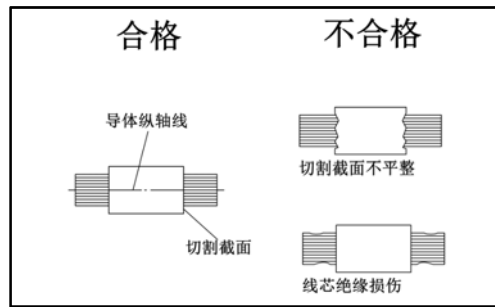 合格
不合格
导体纵轴线
切割截面
切割截面不平整
线芯绝缘损伤